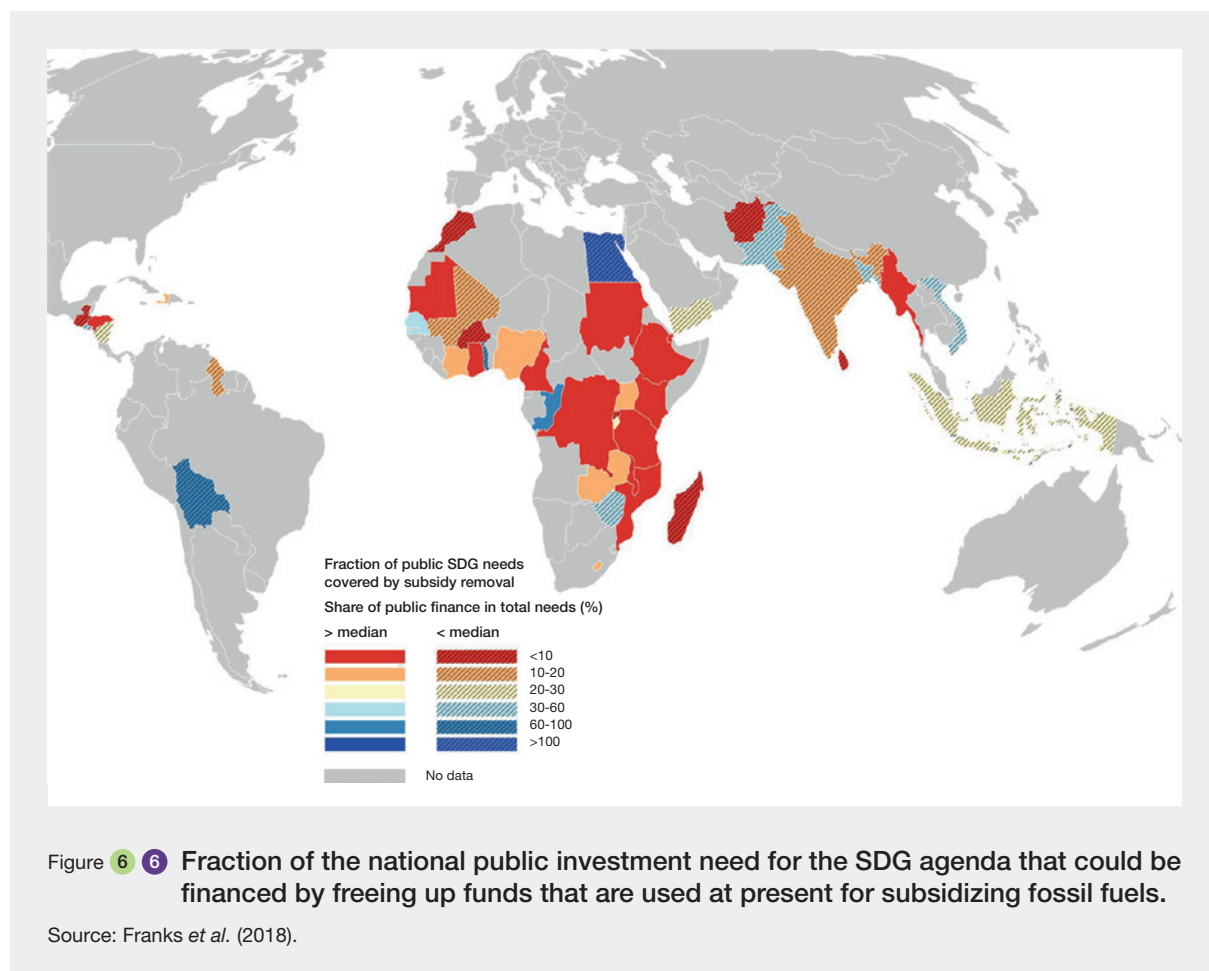 Fraction of public SDG needs
covered by subsidy removal
Share of public finance in total needs (%)
> median < median
<10
10-20
20-30
30-60
60-100
>100
No data
Figure 6 6 Fraction of the national public investment need for the SDG agenda that could be
financed by freeing up funds that are used at present for subsidizing fossil fuels.
Source: Franks et al. (2018).